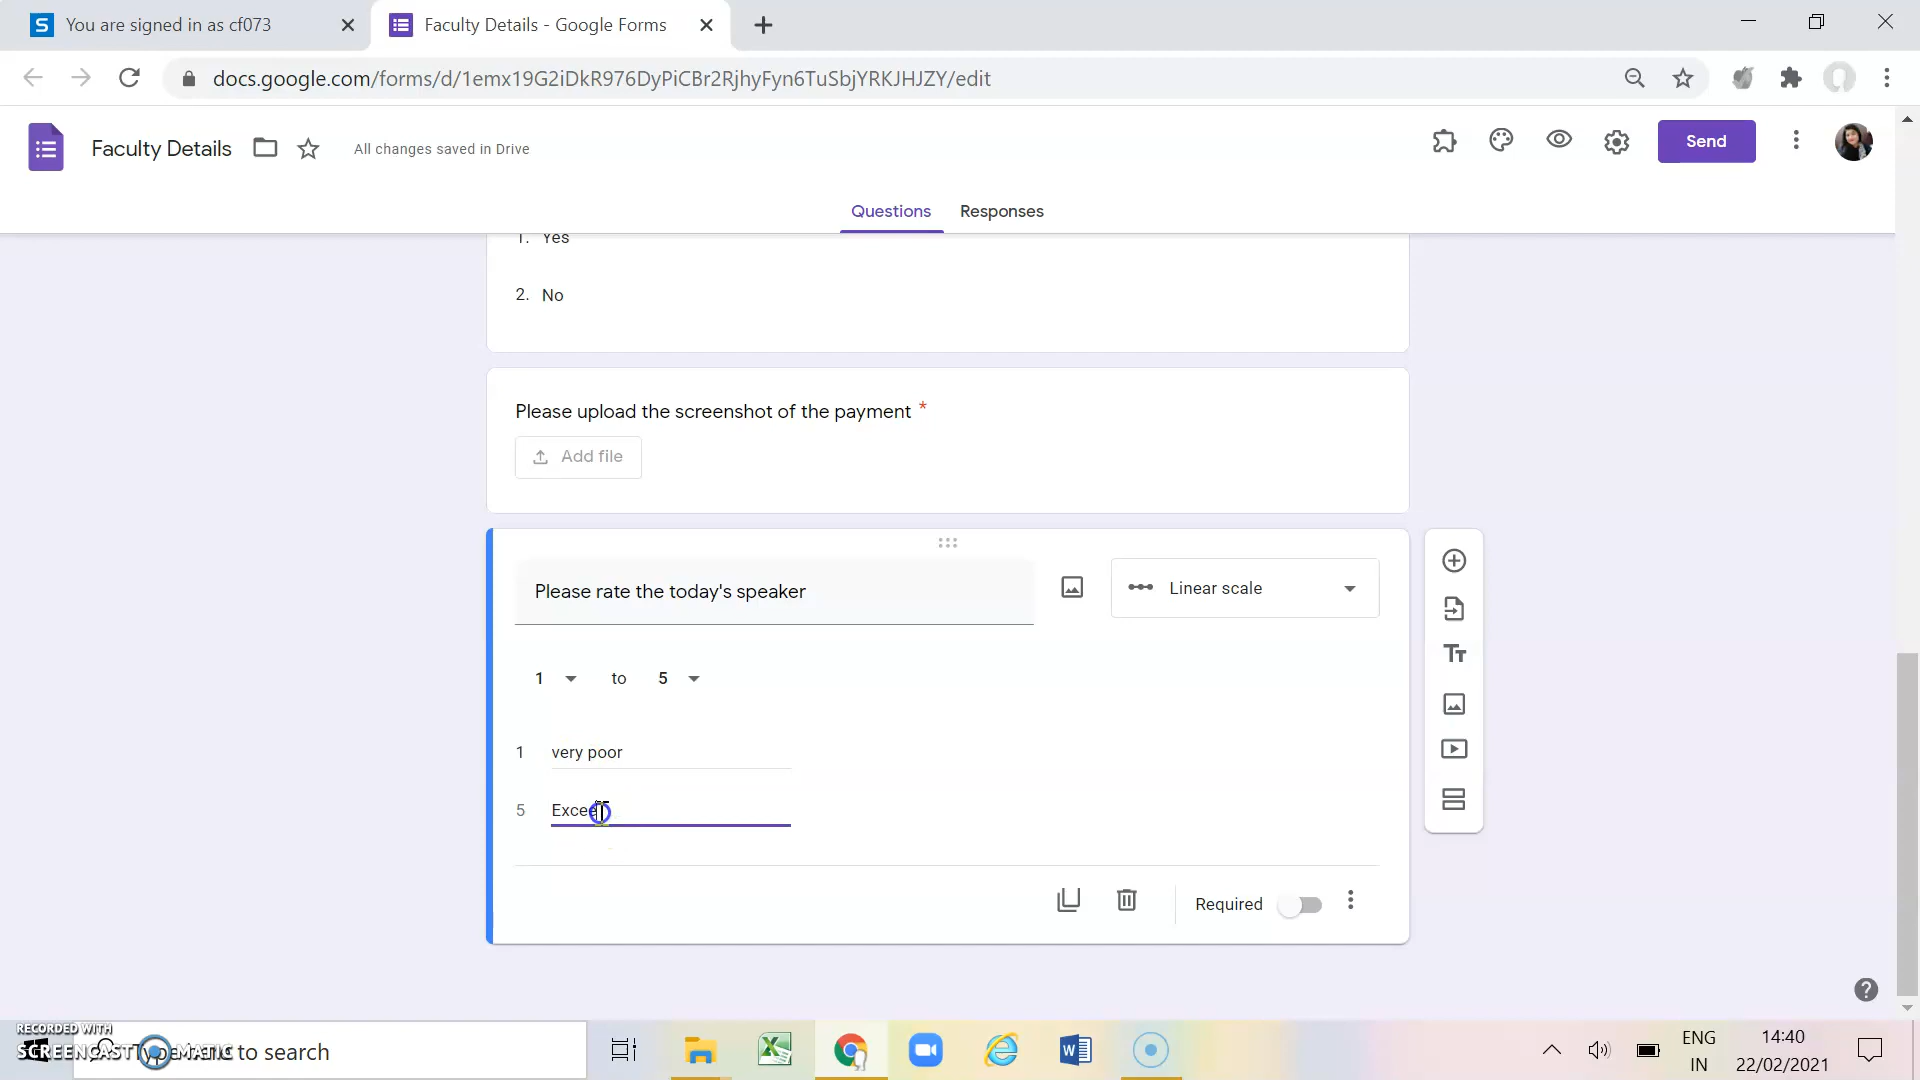 You are signed in as cf073
Faculty Details - Google Forms
docs.google.com/forms/d/1emx19G2iDkR976DyPiCBr2RjhyFyn6TuSbjYRKJHJZY/edit
Faculty Details
All changes saved in Drive
Send
Questions
Responses
1. Yes
2. No
Please upload the screenshot of the payment *
Add file
Please rate the today's speaker
Linear scale
1 to 5
1 very poor
5 Excee
Required
RECORDED WITH
SCREENCAST MATIC
Type here to search
ENG
IN
14:40
22/02/2021